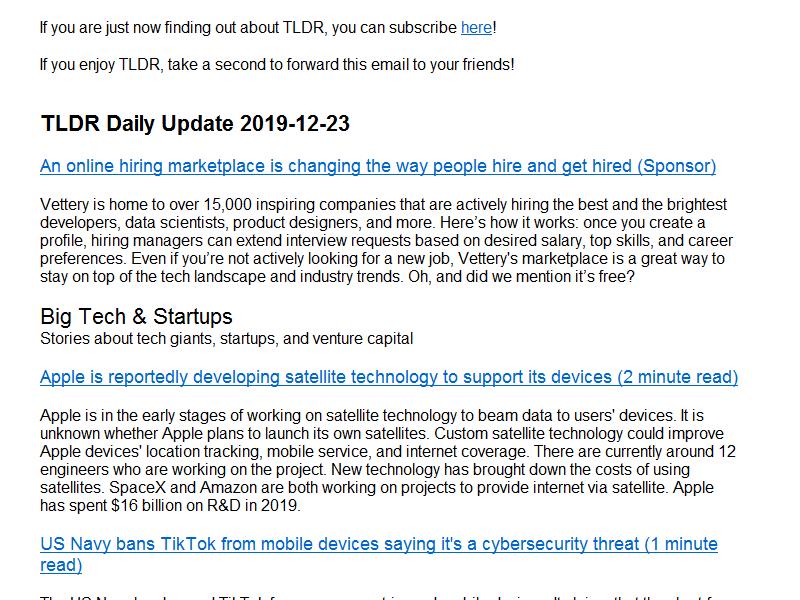 If you are just now finding out about TLDR, you can subscribe here!
If you enjoy TLDR, take a second to forward this email to your friends!
TLDR Daily Update 2019-12-23
An online hiring marketplace is changing the way people hire and get hired (Sponsor)
Vettery is home to over 15,000 inspiring companies that are actively hiring the best and the brightest
developers, data scientists, product designers, and more. Here’s how it works: once you create a
profile, hiring managers can extend interview requests based on desired salary, top skills, and career
preferences. Even if you’re not actively looking for a new job, Vettery's marketplace is a great way to
stay on top of the tech landscape and industry trends. Oh, and did we mention it’s free?
Big Tech & Startups
Stories about tech giants, startups, and venture capital
Apple is reportedly developing satellite technology to support its devices (2 minute read)
Apple is in the early stages of working on satellite technology to beam data to users' devices. It is
unknown whether Apple plans to launch its own satellites. Custom satellite technology could improve
Apple devices' location tracking, mobile service, and internet coverage. There are currently around 12
engineers who are working on the project. New technology has brought down the costs of using
satellites. SpaceX and Amazon are both working on projects to provide internet via satellite. Apple
has spent $16 billion on R&D in 2019.
US Navy bans TikTok from mobile devices saying it's a cybersecurity threat (1 minute
read)